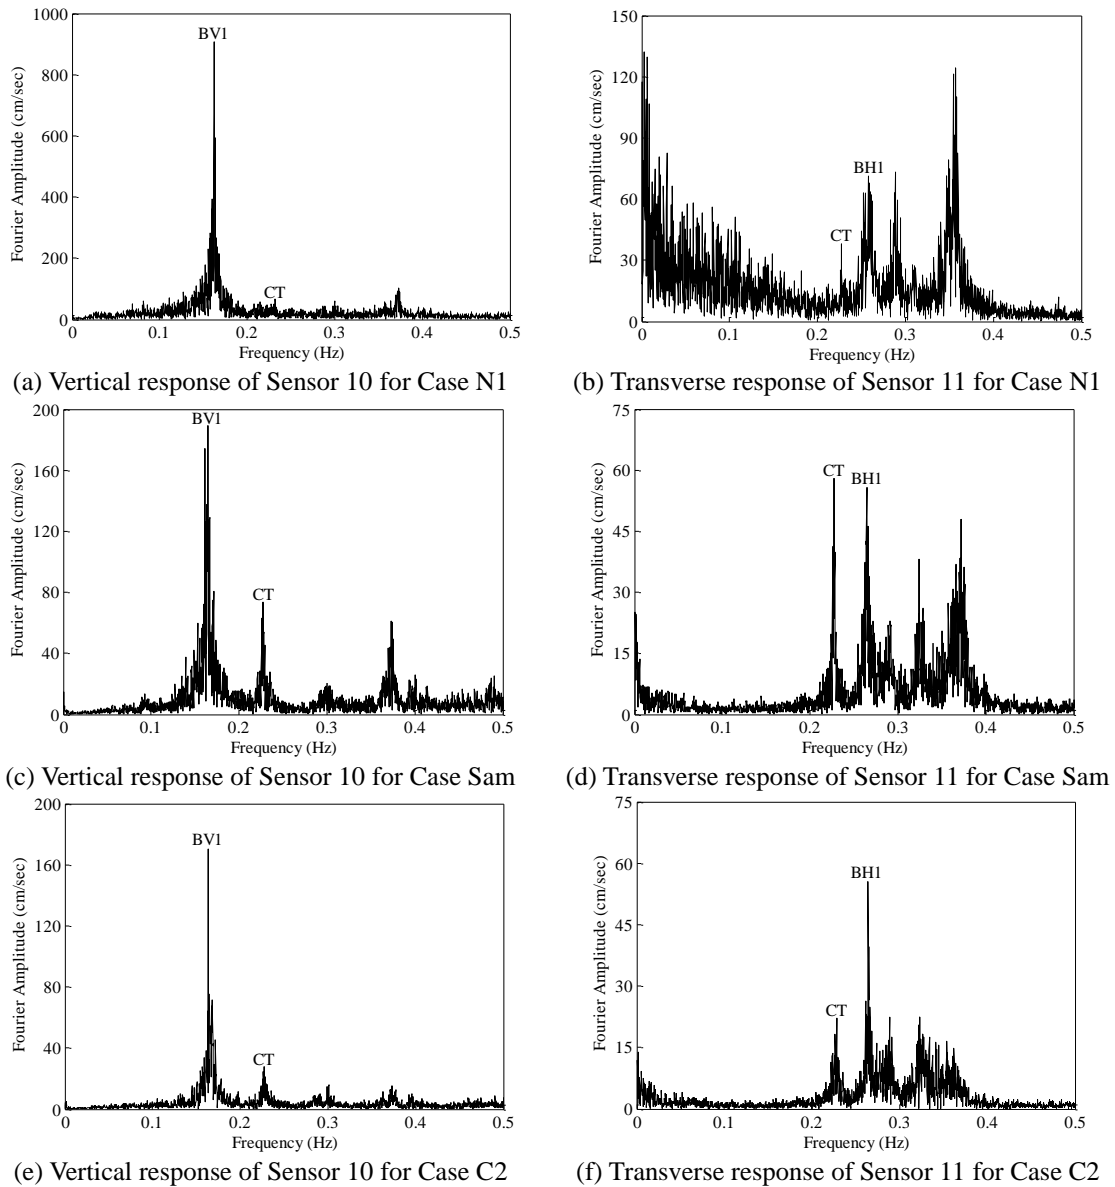 1000
800
600
400
200
0
Fourier Amplitude (cm/sec)
BV1
CT
0 0.1 0.2 0.3 0.4 0.5
Frequency (Hz)
(a) Vertical response of Sensor 10 for Case N1
150
120
90
60
30
0
Fourier Amplitude (cm/sec)
BH1
CT
0 0.1 0.2 0.3 0.4 0.5
Frequency (Hz)
(b) Transverse response of Sensor 11 for Case N1
200
160
120
80
40
0
Fourier Amplitude (cm/sec)
BV1
CT
0 0.1 0.2 0.3 0.4 0.5
Frequency (Hz)
(c) Vertical response of Sensor 10 for Case Sam
75
60
45
30
15
0
Fourier Amplitude (cm/sec)
CT
BH1
0 0.1 0.2 0.3 0.4 0.5
Frequency (Hz)
(d) Transverse response of Sensor 11 for Case Sam
200
160
120
80
40
0
Fourier Amplitude (cm/sec)
BV1
CT
0 0.1 0.2 0.3 0.4 0.5
Frequency (Hz)
(e) Vertical response of Sensor 10 for Case C2
75
60
45
30
15
0
Fourier Amplitude (cm/sec)
BH1
CT
0 0.1 0.2 0.3 0.4 0.5
Frequency (Hz)
(f) Transverse response of Sensor 11 for Case C2